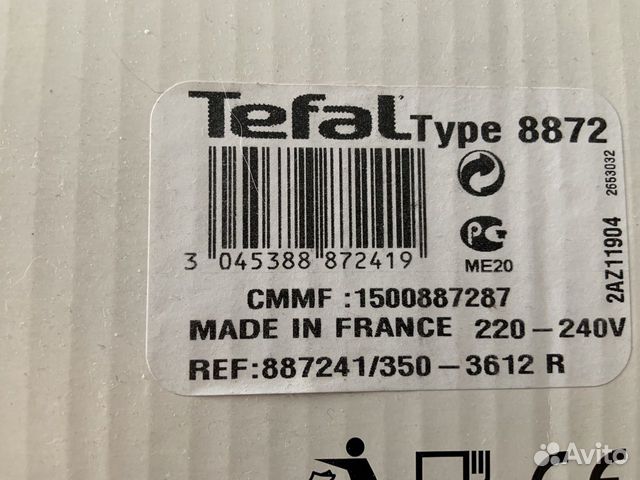 Tefal Type 8872
3 045388 872419
PG
ME20
2AZ11904 2653032
CMMF :1500887287
MADE IN FRANCE 220-240V
REF:887241/350-3612 R
CE
Avito